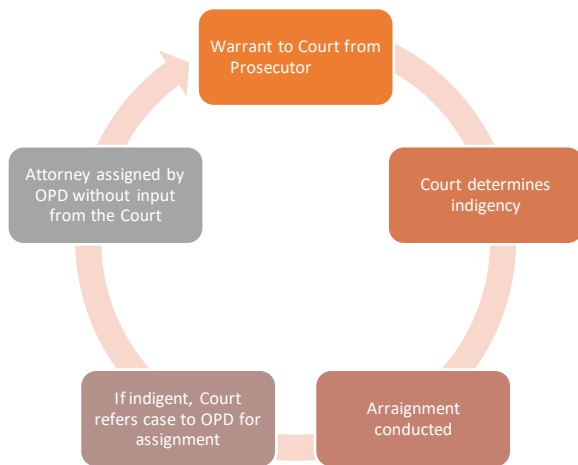 Warrant to Court from
Prosecutor
Court determines
indigency
Arraignment
conducted
If indigent, Court
refers case to OPD for
assignment
Attorney assigned by
OPD without input
from the Court